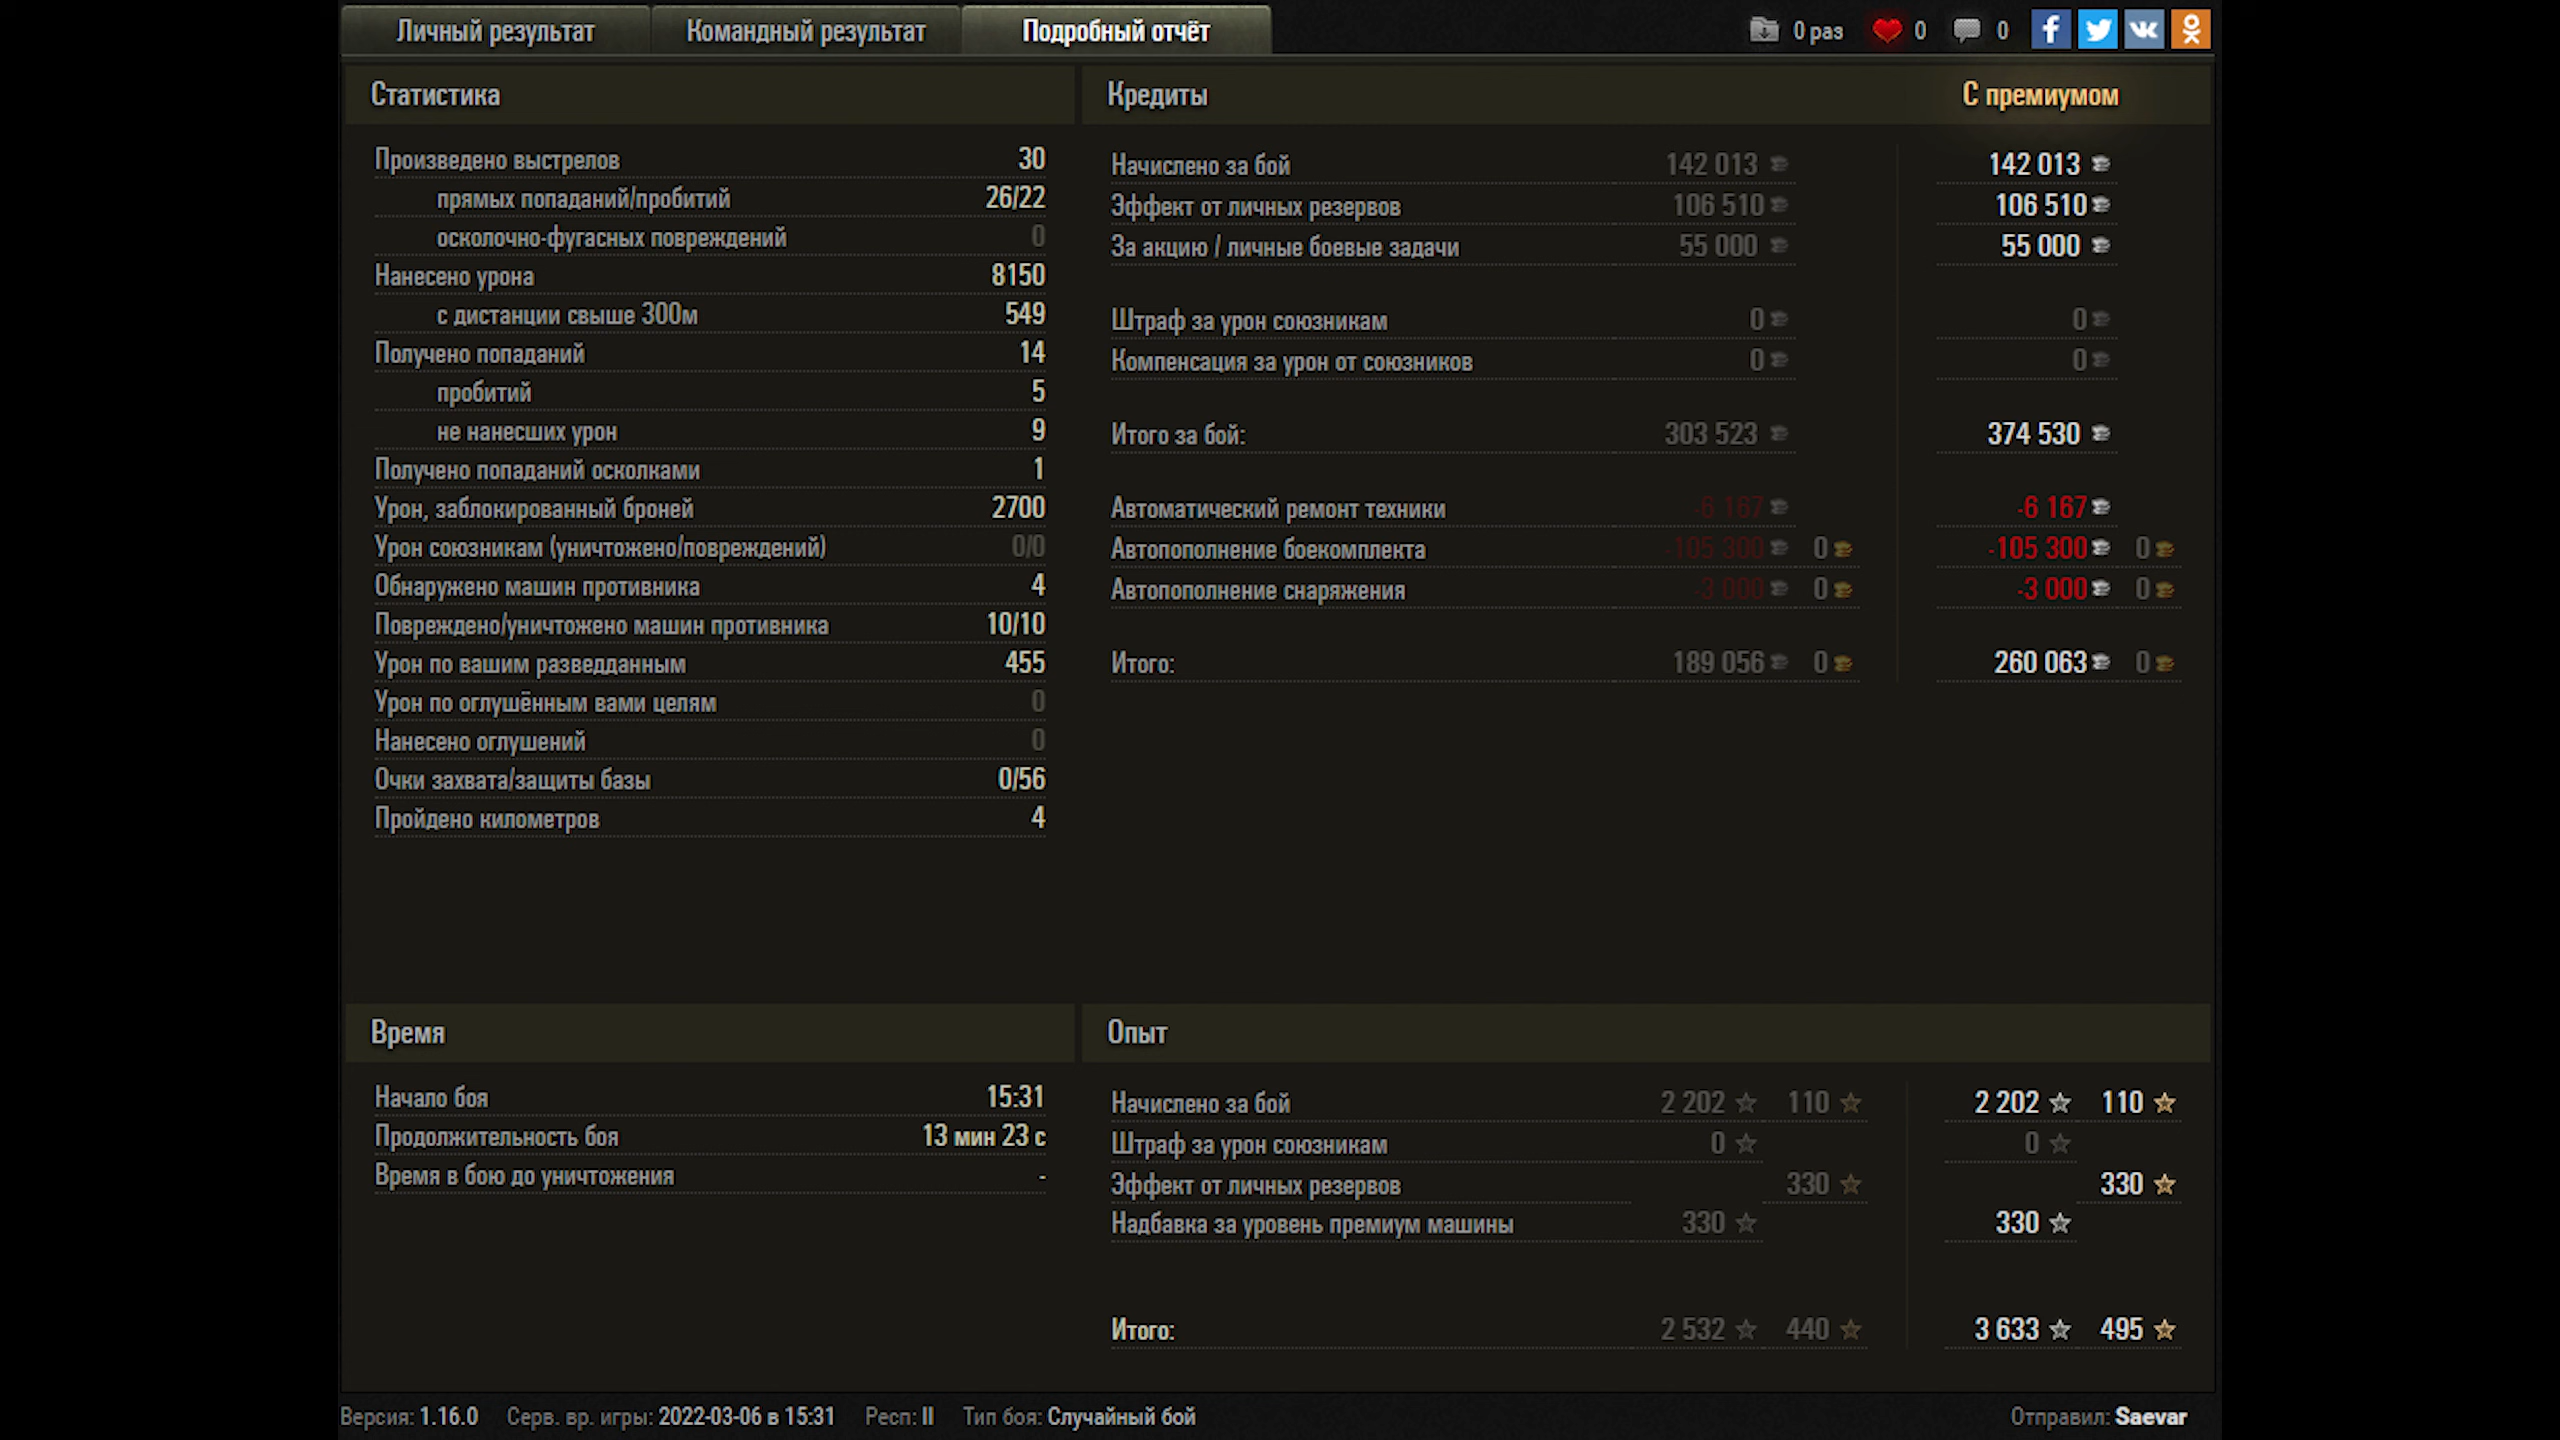 Личный результат Командный результат Подробный отчёт 0 раз 0 0
Статистика
Произведено выстрелов 30
прямых попаданий/пробитий 26/22
осколочно-фугасных повреждений 0
Нанесено урона 8150
с дистанции свыше 300м 549
Получено попаданий 14
пробитий 5
не нанесших урон 9
Получено попаданий осколками 1
Урон, заблокированный броней 2700
Урон союзникам (уничтожено/повреждений) 0/0
Обнаружено машин противника 4
Повреждено/уничтожено машин противника 10/10
Урон по вашим разведданным 455
Урон по оглушённым вами целям 0
Нанесено оглушений 0
Очки захвата/защиты базы 0/56
Пройдено километров 4
Кредиты С премиумом
Начислено за бой 142 013 142 013
Эффект от личных резервов 106 510 106 510
За акцию / личные боевые задачи 55 000 55 000
Штраф за урон союзникам 0 0
Компенсация за урон от союзников 0 0
Итого за бой: 303 523 374 530
Автоматический ремонт техники -6 167 -6 167
Автопополнение боекомплекта -105 300 0 -105 300 0
Автопополнение снаряжения -3 000 0 -3 000 0
Итого: 189 056 0 260 063 0
Время
Начало боя 15:31
Продолжительность боя 13 мин 23 с
Время в бою до уничтожения -
Опыт
Начислено за бой 2 202 110 2 202 110
Штраф за урон союзникам 0 0
Эффект от личных резервов 330 330
Надбавка за уровень премиум машины 330 330
Итого: 2 532 440 3 633 495
Версия: 1.16.0 Серв. вр. игры: 2022-03-06 в 15:31 Респ: II Тип боя: Случайный бой Отправил: Saevar